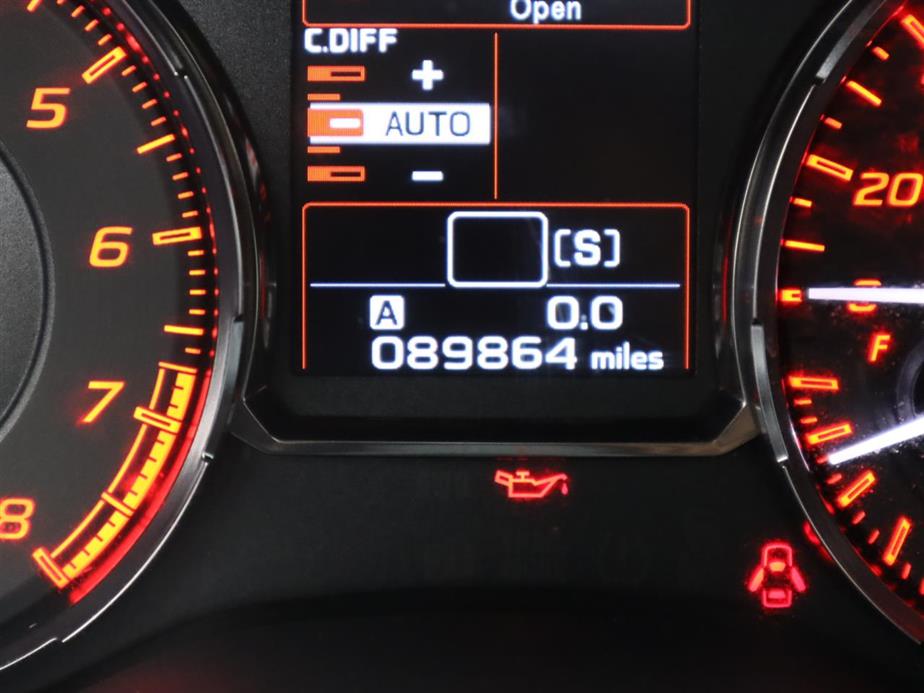 Open
C.DIFF
+
AUTO
-
[S]
A 0.0
089864 miles
5
6
7
8
20
F